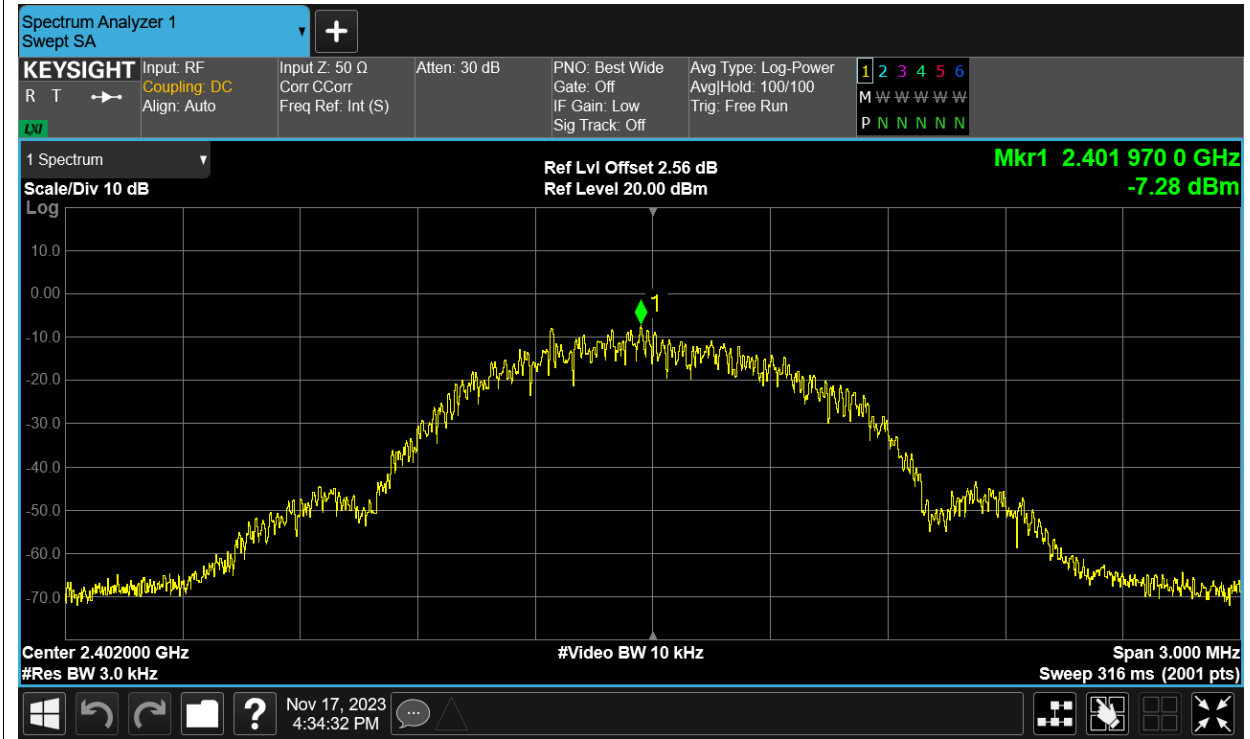 Spectrum Analyzer 1
Swept SA
KEYSIGHT
R T
LXI
Input: RF
Coupling: DC
Align: Auto
Input Z: 50 Ω
Corr CCorr
Freq Ref: Int (S)
Atten: 30 dB
PNO: Best Wide
Gate: Off
IF Gain: Low
Sig Track: Off
Avg Type: Log-Power
Avg|Hold: 100/100
Trig: Free Run
1 2 3 4 5 6
M W W W W W
P N N N N N
1 Spectrum
Scale/Div 10 dB
Log
Ref Lvl Offset 2.56 dB
Ref Level 20.00 dBm
Mkr1 2.401 970 0 GHz
-7.28 dBm
10.0
0.00
-10.0
-20.0
-30.0
-40.0
-50.0
-60.0
-70.0
1
Center 2.402000 GHz
#Res BW 3.0 kHz
#Video BW 10 kHz
Span 3.000 MHz
Sweep 316 ms (2001 pts)
?
Nov 17, 2023
4:34:32 PM